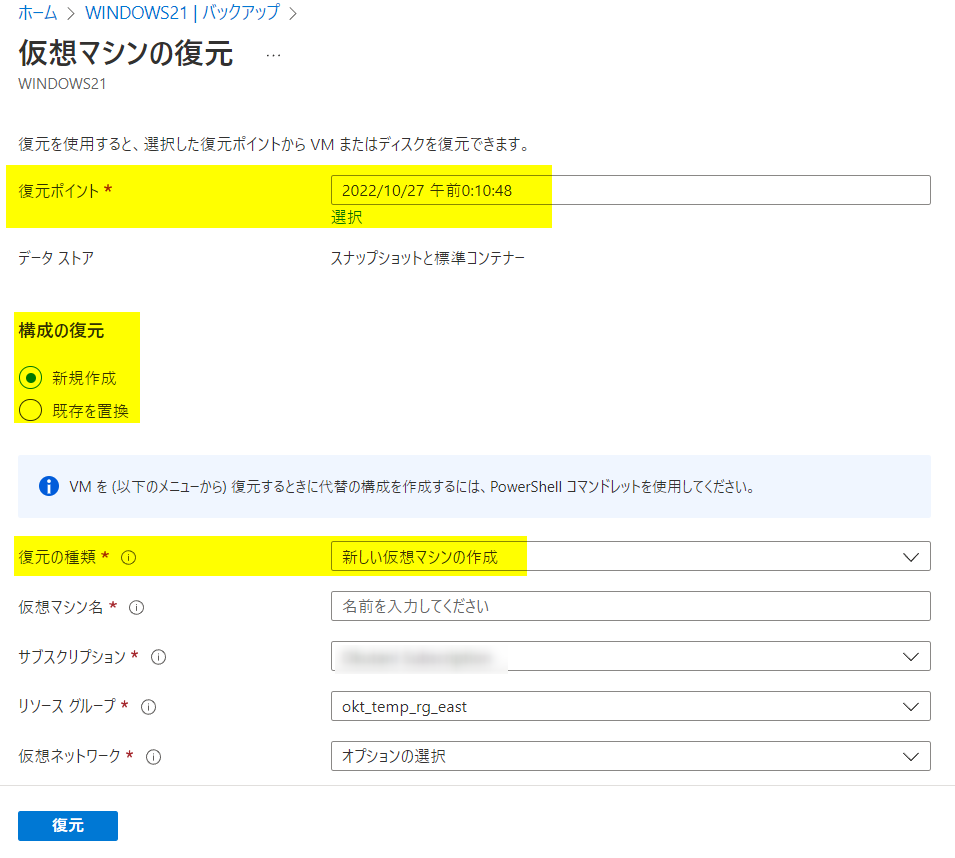 ホーム > WINDOWS21 | バックアップ >
仮想マシンの復元 ...
WINDOWS21
復元を使用すると、選択した復元ポイントから VM またはディスクを復元できます。
復元ポイント * 2022/10/27 午前0:10:48
選択
データ ストア スナップショットと標準コンテナー
構成の復元
新規作成
既存を置換
VM を (以下のメニューから) 復元するときに代替の構成を作成するには、PowerShell コマンドレットを使用してください。
復元の種類 * 新しい仮想マシンの作成
仮想マシン名 * 名前を入力してください
サブスクリプション *
リソース グループ * okt_temp_rg_east
仮想ネットワーク * オプションの選択
復元